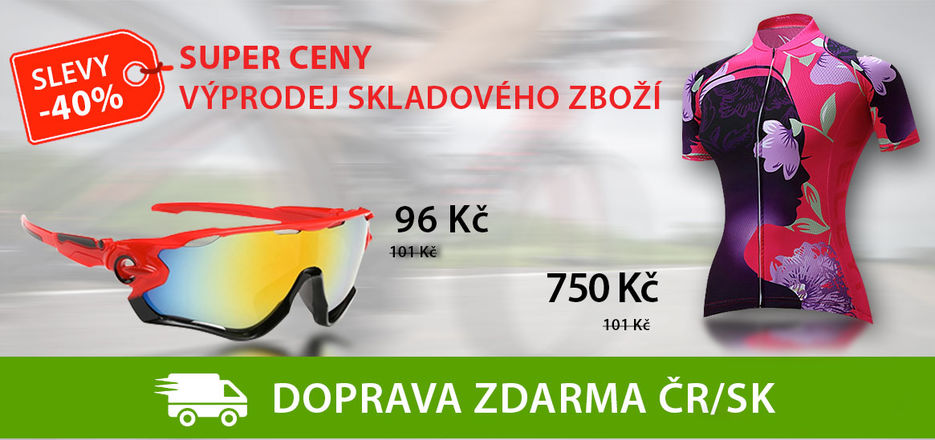 SLEVY
-40%
SUPER CENY
VÝPRODEJ SKLADOVÉHO ZBOŽÍ
96 Kč
101 Kč
750 Kč
101 Kč
DOPRAVA ZDARMA ČR/SK